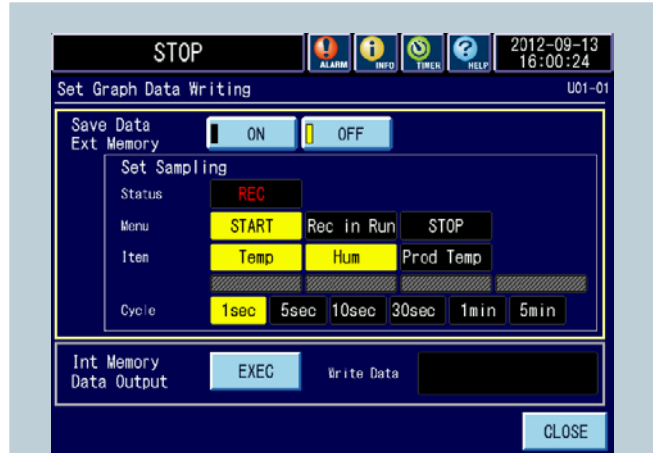 STOP
ALARM INFO TIMER HELP
2012-09-13
16:00:24
Set Graph Data Writing U01-01
Save Data
Ext Memory ON OFF
Set Sampling
Status REC
Menu START Rec in Run STOP
Item Temp Hum Prod Temp
Cycle 1sec 5sec 10sec 30sec 1min 5min
Int Memory
Data Output EXEC Write Data
CLOSE